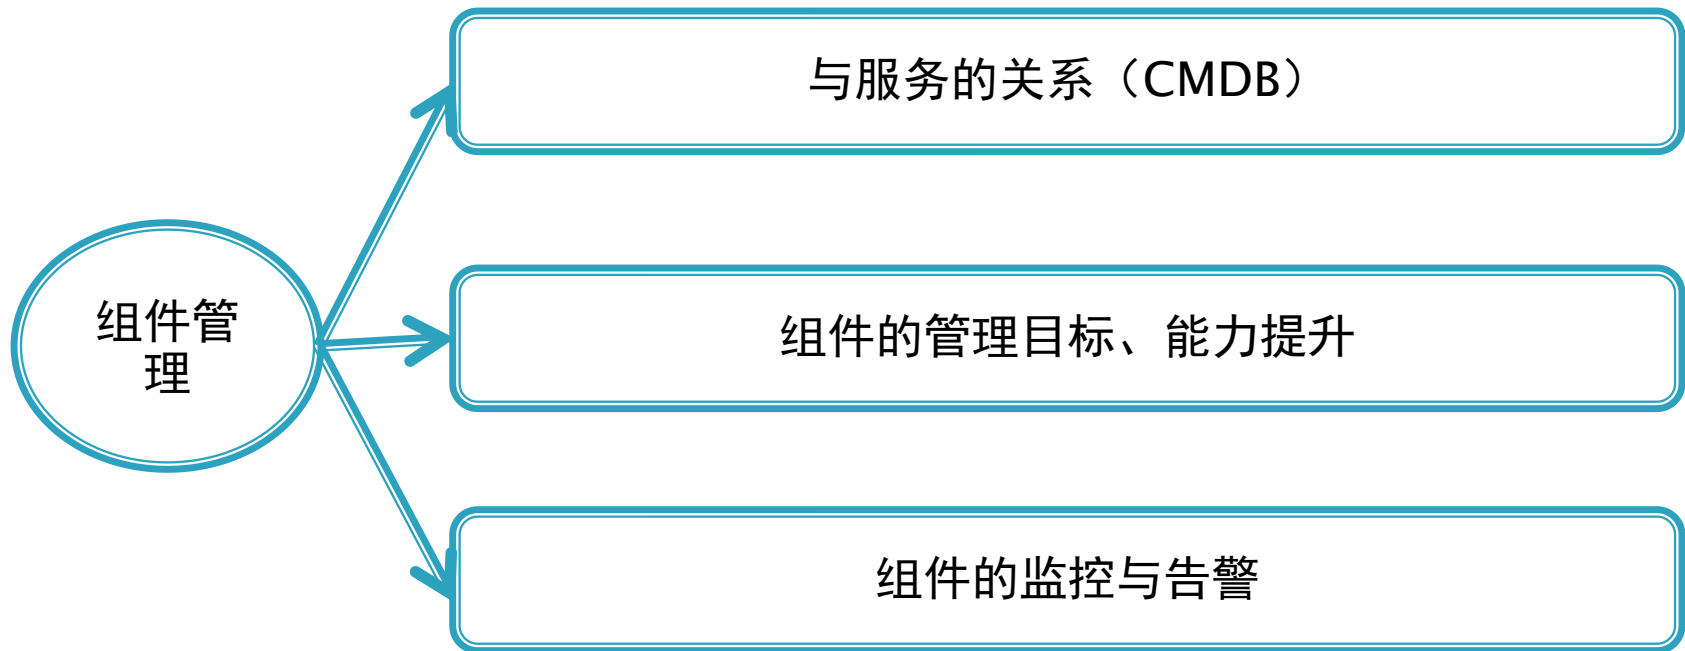 与服务的关系（CMDB）
组件管
理
组件的管理目标、能力提升
组件的监控与告警